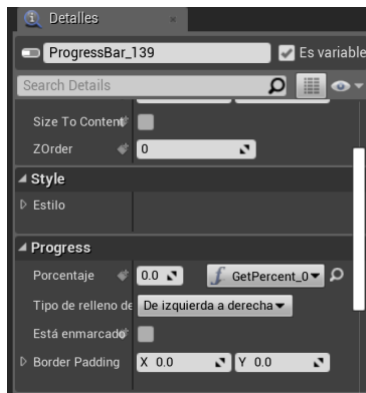 Detalles
ProgressBar_139 Es variable
Search Details
Size To Content
ZOrder 0
Style
Estilo
Progress
Porcentaje 0.0 f GetPercent_0
Tipo de relleno de De izquierda a derecha
Está enmarcado
Border Padding X 0.0 Y 0.0